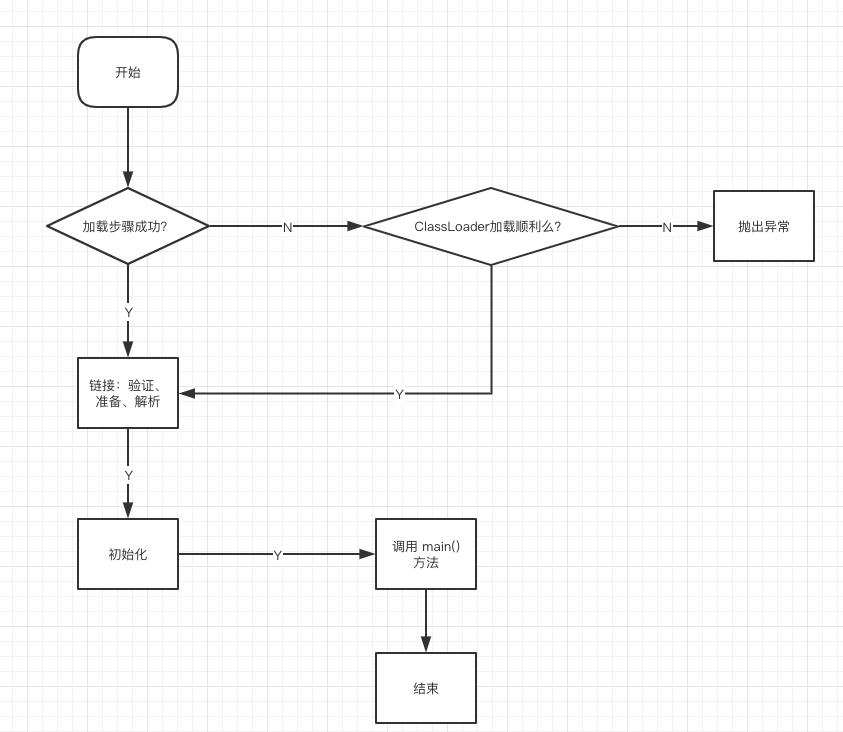 开始
加载步骤成功?
N
ClassLoader加载顺利么?
N
抛出异常
Y
链接：验证、
准备、解析
Y
Y
初始化
Y
调用 main()
方法
结束